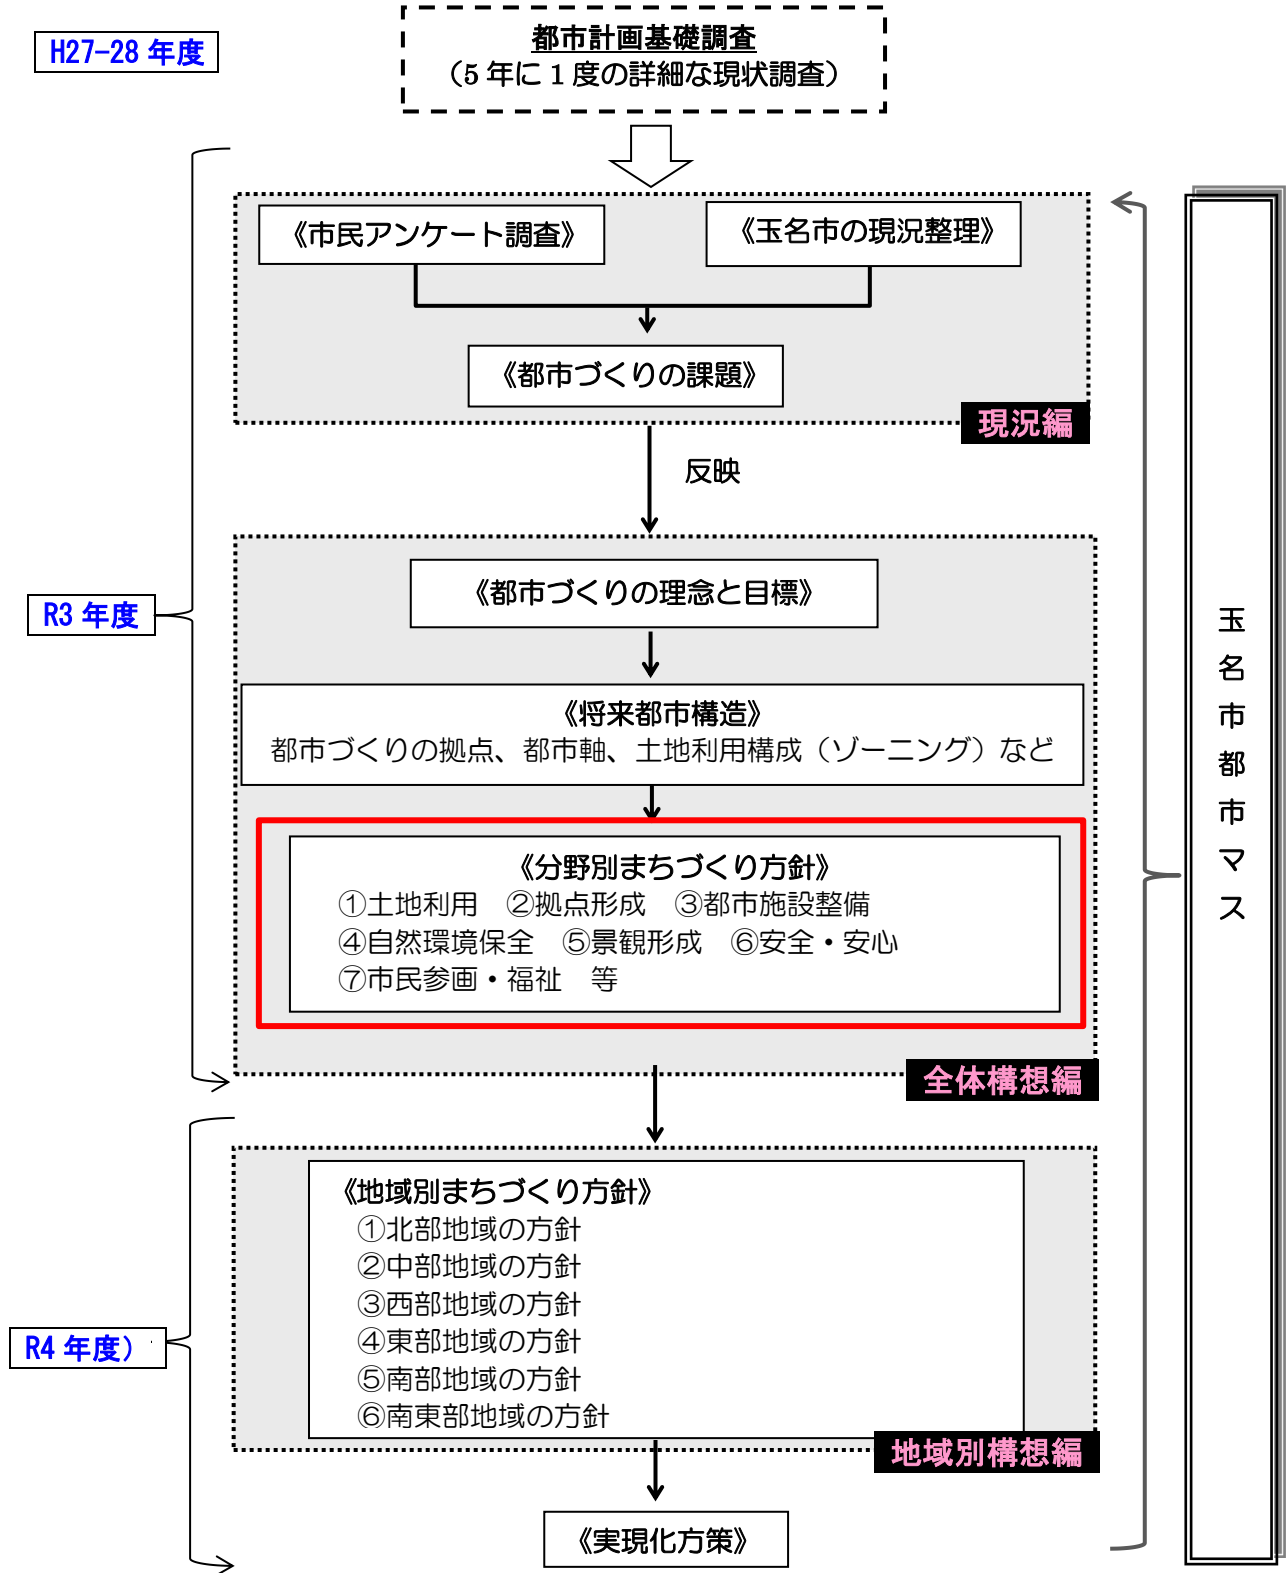 H27-28 年度
都市計画基礎調査
（5 年に 1 度の詳細な現状調査）
《市民アンケート調査》
《玉名市の現況整理》
《都市づくりの課題》
現況編
反映
R3 年度
《都市づくりの理念と目標》
《将来都市構造》
都市づくりの拠点、都市軸、土地利用構成（ゾーニング）など
《分野別まちづくり方針》
①土地利用　②拠点形成　③都市施設整備
④自然環境保全　⑤景観形成　⑥安全・安心
⑦市民参画・福祉　等
全体構想編
R4 年度）
《地域別まちづくり方針》
①北部地域の方針
②中部地域の方針
③西部地域の方針
④東部地域の方針
⑤南部地域の方針
⑥南東部地域の方針
地域別構想編
《実現化方策》
玉名市都市マス